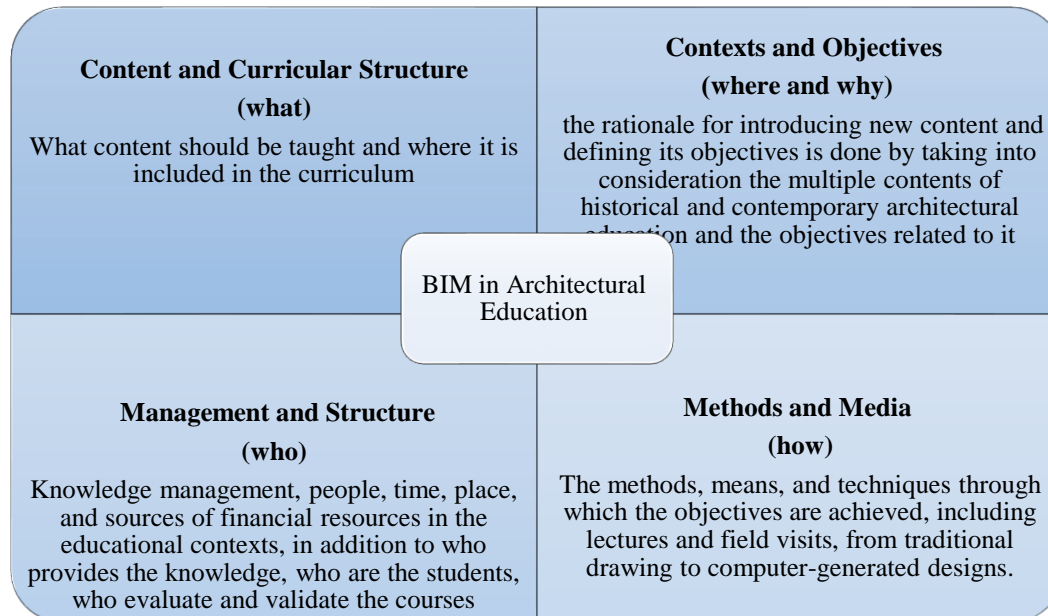 Content and Curricular Structure
(what)
What content should be taught and where it is
included in the curriculum
Contexts and Objectives
(where and why)
the rationale for introducing new content and
defining its objectives is done by taking into
consideration the multiple contents of
historical and contemporary architectural
education and the objectives related to it
BIM in Architectural
Education
Management and Structure
(who)
Knowledge management, people, time, place,
and sources of financial resources in the
educational contexts, in addition to who
provides the knowledge, who are the students,
who evaluate and validate the courses
Methods and Media
(how)
The methods, means, and techniques through
which the objectives are achieved, including
lectures and field visits, from traditional
drawing to computer-generated designs.